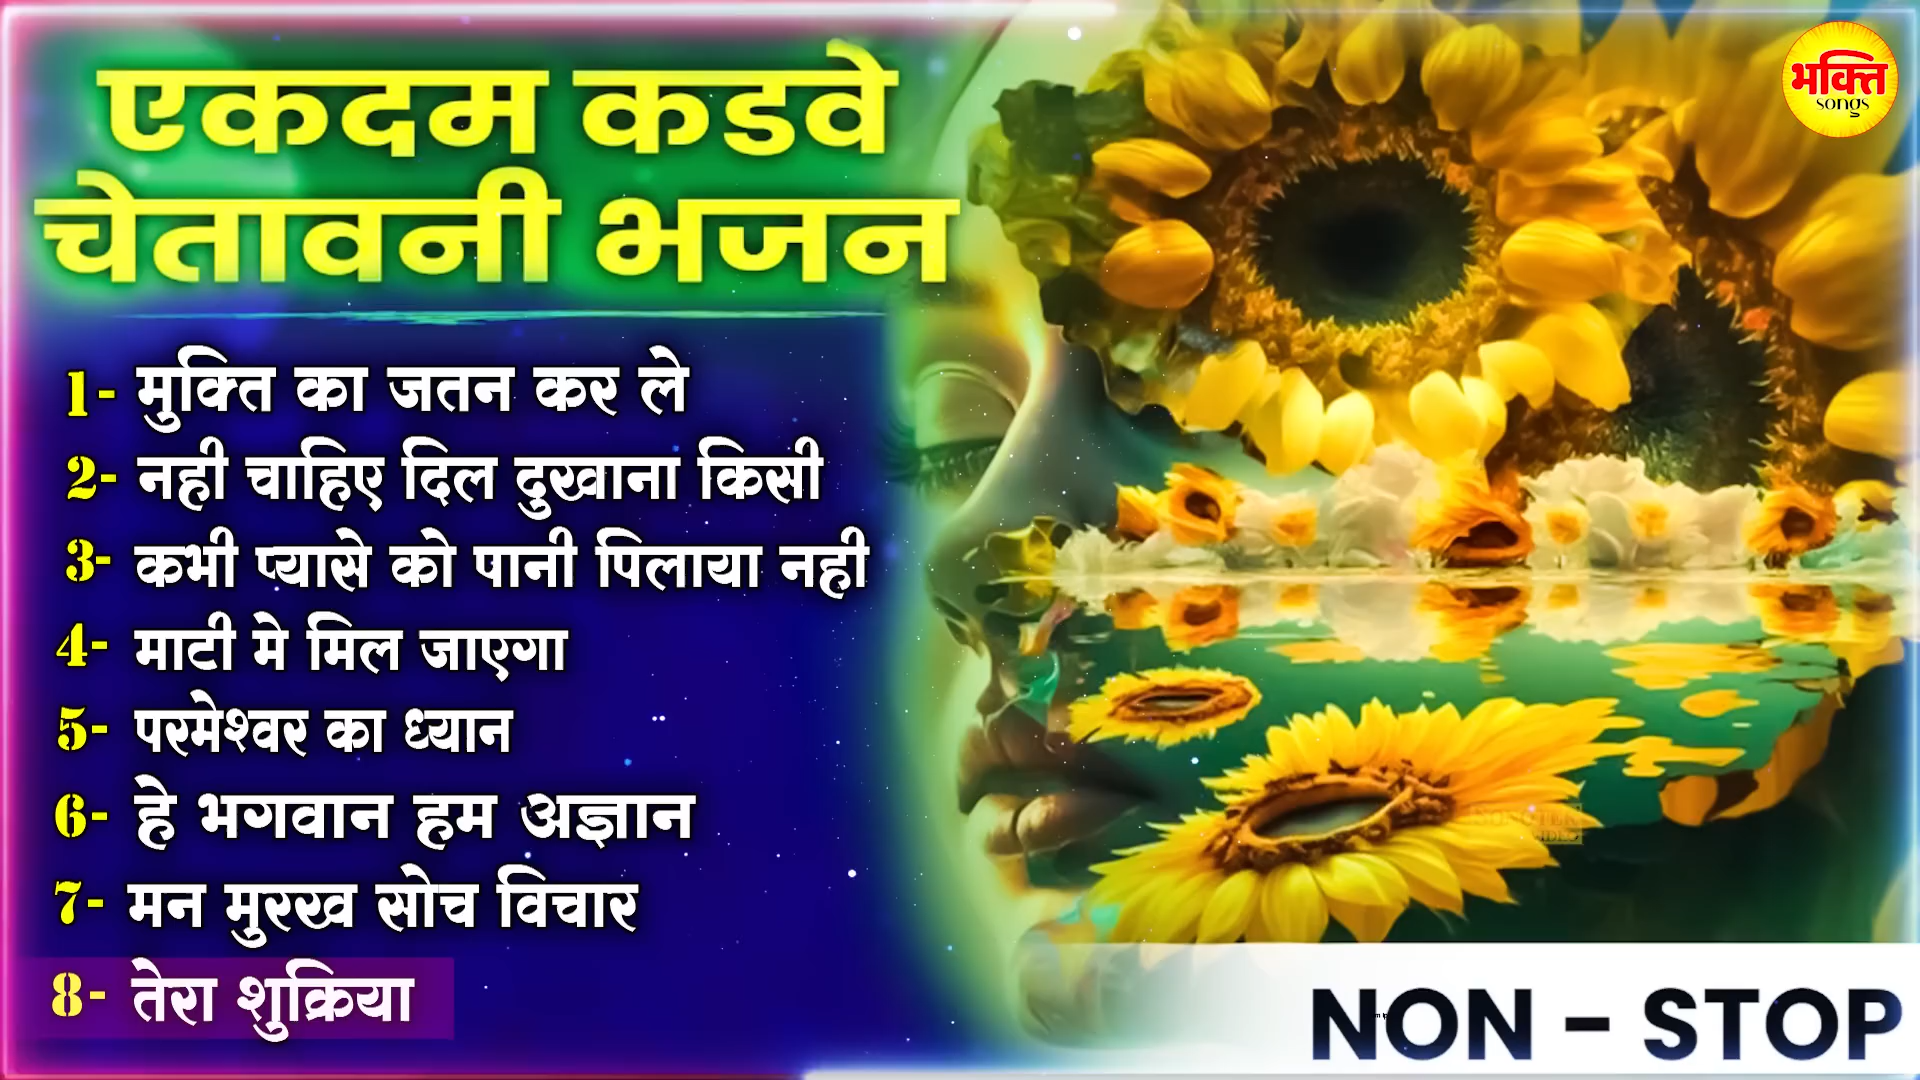 एकदम कडवे
चेतावनी भजन
भक्ति
songs
1- मुक्ति का जतन कर ले
2- नही चाहिए दिल दुखाना किसी
3- कभी प्यासे को पानी पिलाया नही
4- माटी मे मिल जाएगा
5- परमेश्वर का ध्यान
6- हे भगवान हम अज्ञान
7- मन मुरख सोच विचार
8- तेरा शुक्रिया
NON - STOP